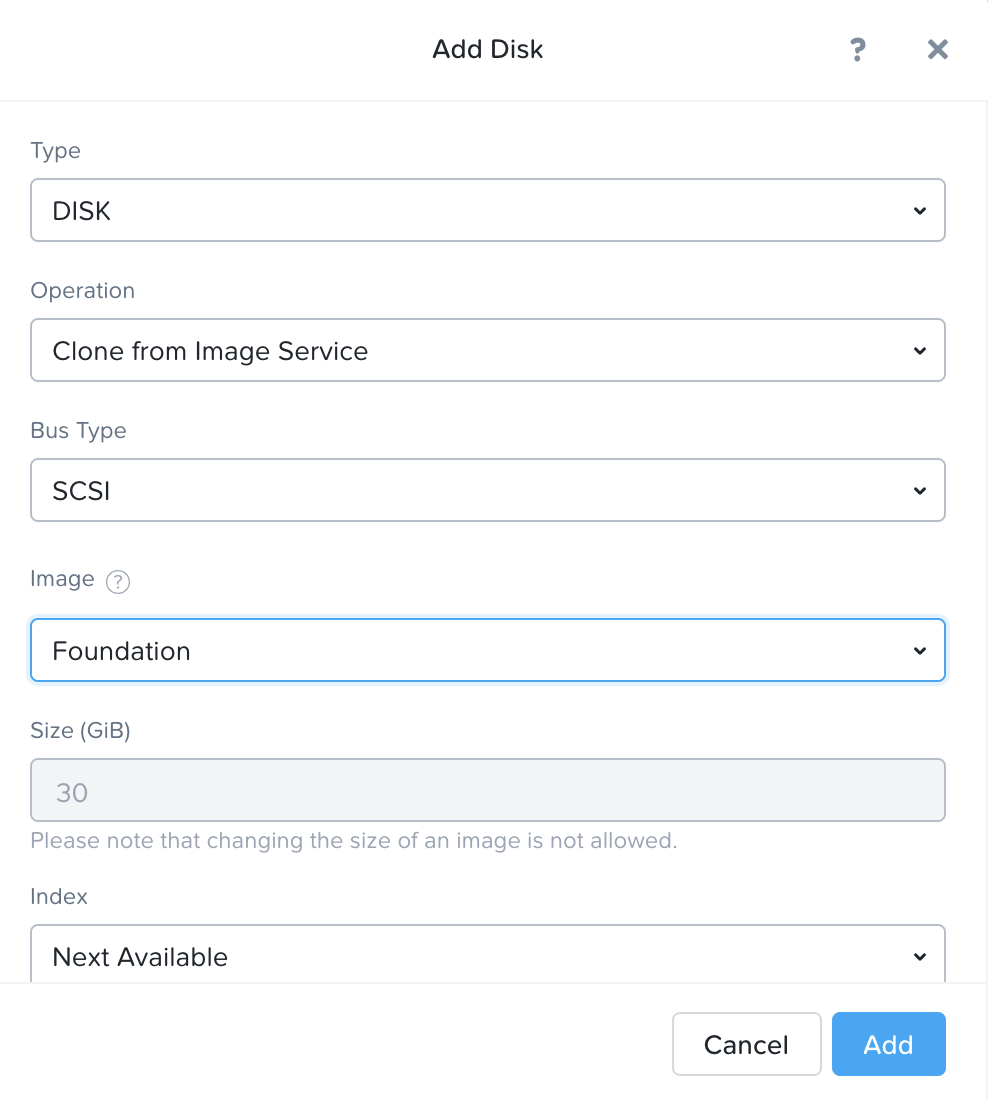 Add Disk ? ×
Type
DISK
Operation
Clone from Image Service
Bus Type
SCSI
Image ?
Foundation
Size (GiB)
30
Please note that changing the size of an image is not allowed.
Index
Next Available
Cancel Add